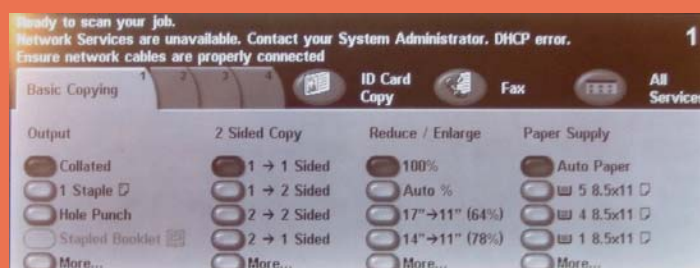 Ready to scan your job.
Network Services are unavailable. Contact your System Administrator. DHCP error.
1
Ensure network cables are properly connected
Basic Copying
1
2
3
4
ID Card
Copy
Fax
All
Services
Output
2 Sided Copy
Reduce / Enlarge
Paper Supply
Collated
1 → 1 Sided
100%
Auto Paper
1 Staple
1 → 2 Sided
Auto %
5 8.5x11
Hole Punch
2 → 2 Sided
17"→11" (64%)
4 8.5x11
Stapled Booklet
2 → 1 Sided
14"→11" (78%)
1 8.5x11
More...
More...
More...
More...